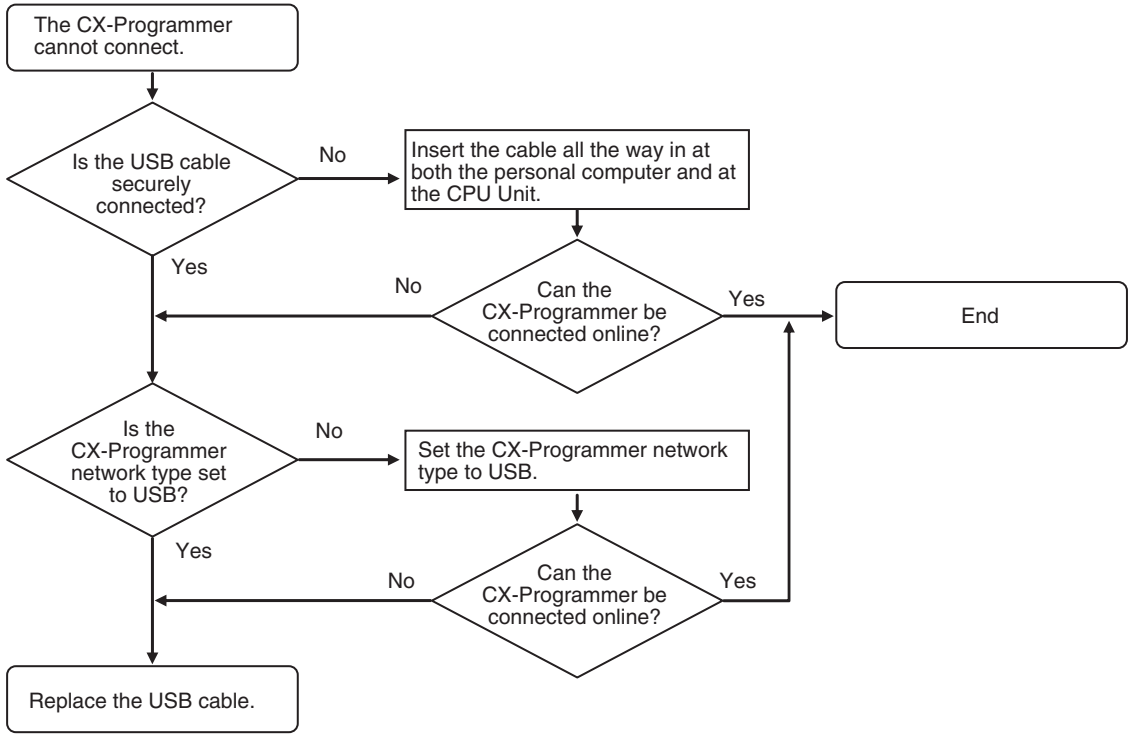 The CX-Programmer
cannot connect.
Is the USB cable
securely
connected?
No
Insert the cable all the way in at
both the personal computer and at
the CPU Unit.
Yes
No
Can the
CX-Programmer be
connected online?
Yes
End
Is the
CX-Programmer
network type set
to USB?
No
Set the CX-Programmer network
type to USB.
Yes
No
Can the
CX-Programmer be
connected online?
Yes
Replace the USB cable.